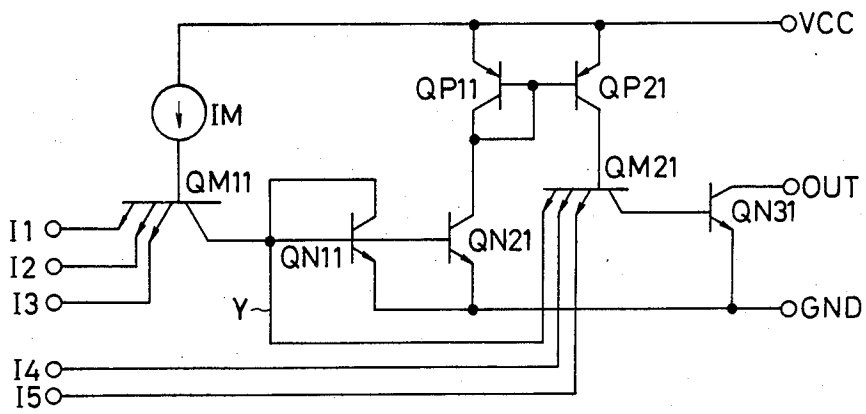 VCC
QP11
QP21
IM
QM11
QM21
OUT
I1
QN31
QN11
QN21
I2
I3
Y
GND
I4
I5